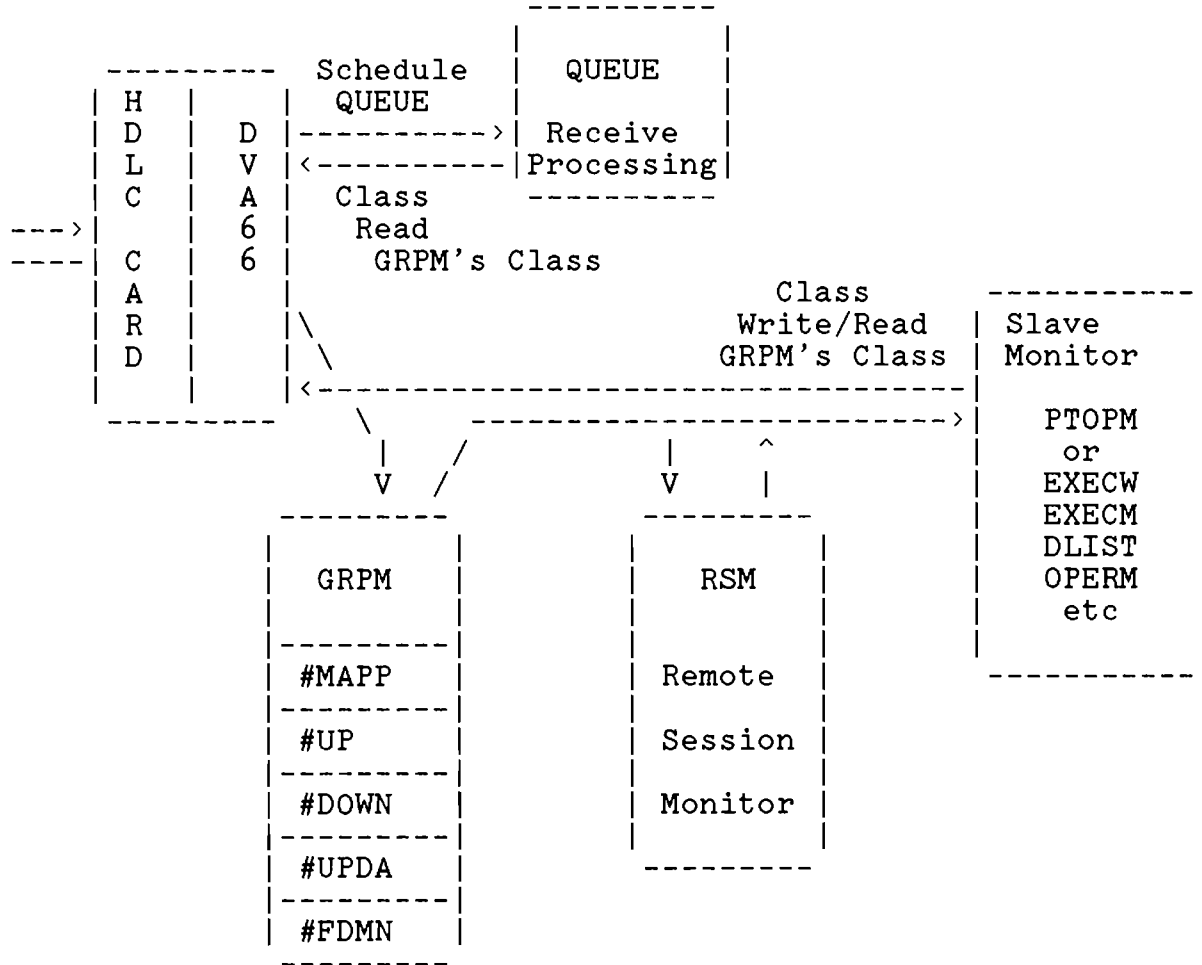 Schedule QUEUE
H QUEUE
D D Receive
L V Processing
C A Class
6 Read
C 6 GRPM's Class
A Class
R Write/Read Slave
D GRPM's Class Monitor
PTOPM
or
V V EXECW
EXECM
DLIST
GRPM RSM OPERM
etc
#MAPP Remote
#UP Session
#DOWN Monitor
#UPDA
#FDMN